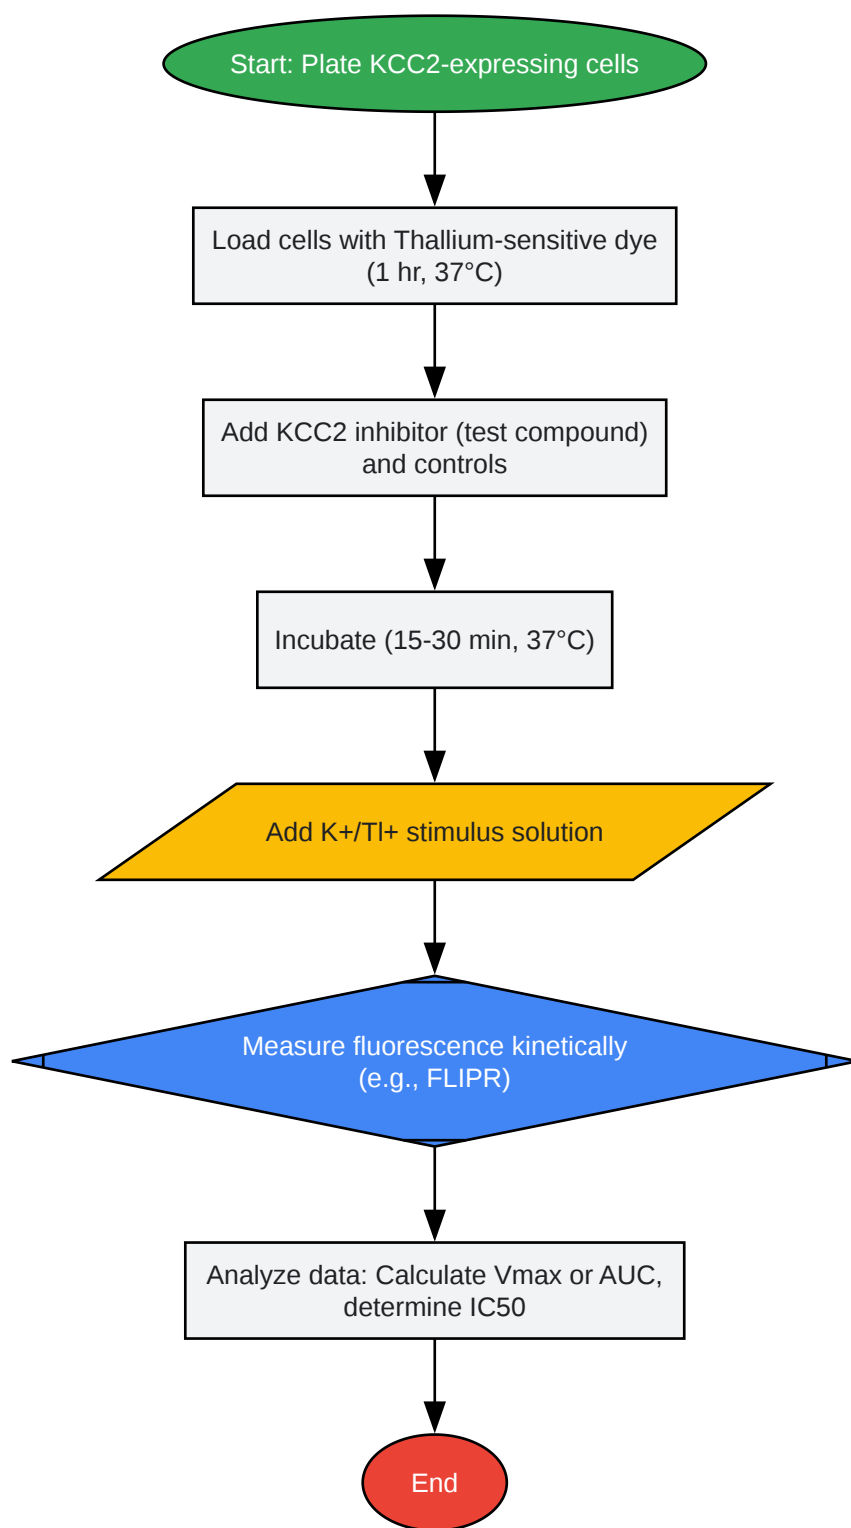 Start: Plate KCC2-expressing cells
Load cells with Thallium-sensitive dye
(1 hr, 37°C)
Add KCC2 inhibitor (test compound)
and controls
Incubate (15-30 min, 37°C)
Add K+/Tl+ stimulus solution
Measure fluorescence kinetically
(e.g., FLIPR)
Analyze data: Calculate Vmax or AUC,
determine IC50
End